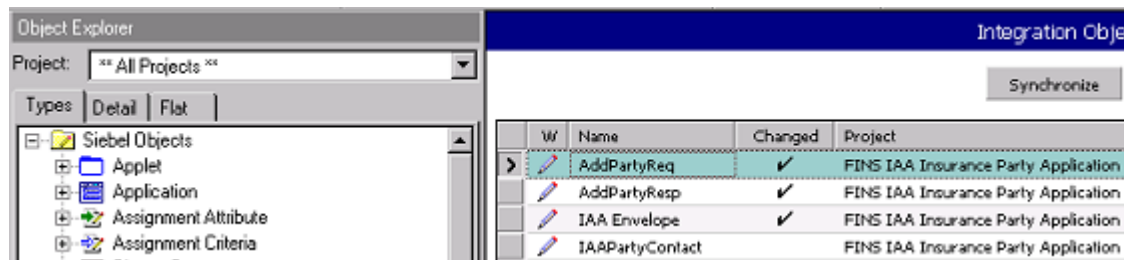 Object Explorer
Project: ** All Projects **
Types Detail Flat
Siebel Objects
Applet
Application
Assignment Attribute
Assignment Criteria
Integration Obje
Synchronize
W Name Changed Project
AddPartyReq FINS IAA Insurance Party Application
AddPartyResp FINS IAA Insurance Party Application
IAA Envelope FINS IAA Insurance Party Application
IAAPartyContact FINS IAA Insurance Party Application